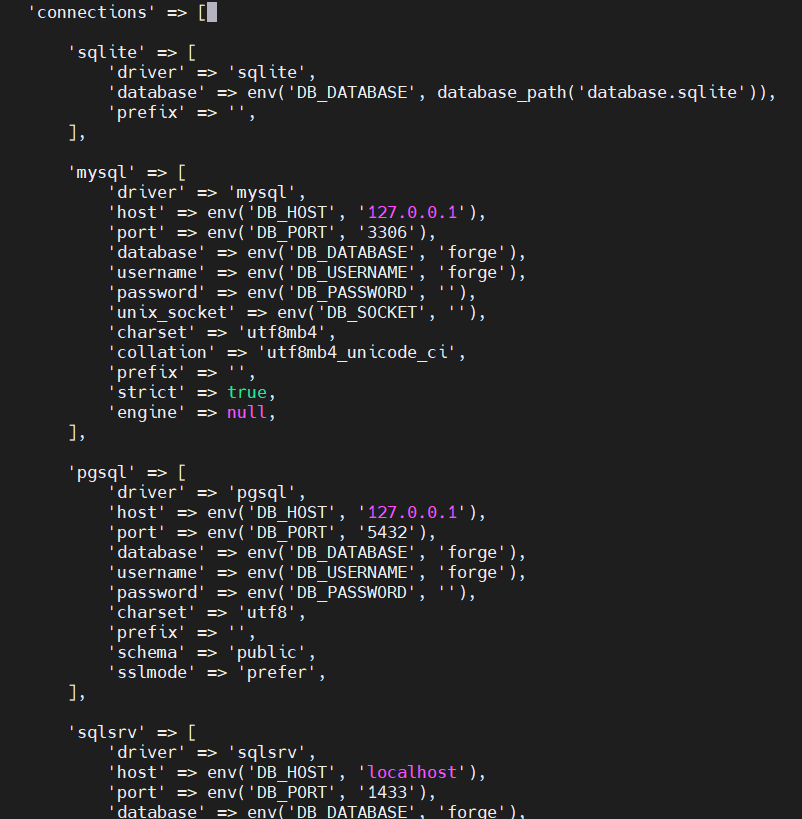 'connections' => [
'sqlite' => [
'driver' => 'sqlite',
'database' => env('DB_DATABASE', database_path('database.sqlite')),
'prefix' => '',
],
'mysql' => [
'driver' => 'mysql',
'host' => env('DB_HOST', '127.0.0.1'),
'port' => env('DB_PORT', '3306'),
'database' => env('DB_DATABASE', 'forge'),
'username' => env('DB_USERNAME', 'forge'),
'password' => env('DB_PASSWORD', ''),
'unix_socket' => env('DB_SOCKET', ''),
'charset' => 'utf8mb4',
'collation' => 'utf8mb4_unicode_ci',
'prefix' => '',
'strict' => true,
'engine' => null,
],
'pgsql' => [
'driver' => 'pgsql',
'host' => env('DB_HOST', '127.0.0.1'),
'port' => env('DB_PORT', '5432'),
'database' => env('DB_DATABASE', 'forge'),
'username' => env('DB_USERNAME', 'forge'),
'password' => env('DB_PASSWORD', ''),
'charset' => 'utf8',
'prefix' => '',
'schema' => 'public',
'sslmode' => 'prefer',
],
'sqlsrv' => [
'driver' => 'sqlsrv',
'host' => env('DB_HOST', 'localhost'),
'port' => env('DB_PORT', '1433'),
'database' => env('DB_DATABASE', 'forge'),